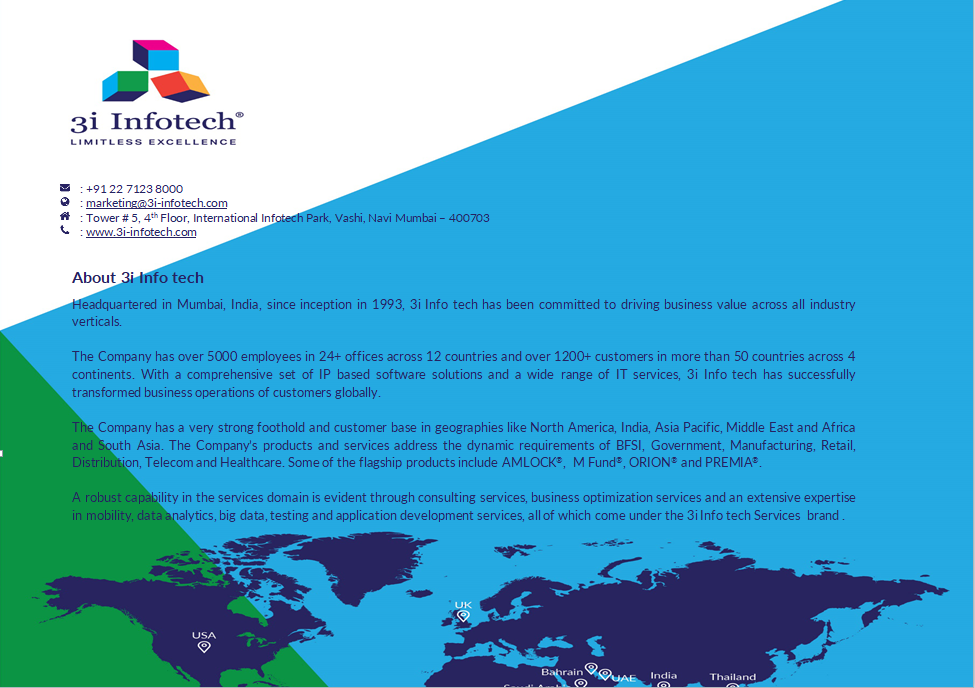 3i Infotech®
LIMITLESS EXCELLENCE
: +91 22 7123 8000
: marketing@3i-infotech.com
: Tower # 5, 4th Floor, International Infotech Park, Vashi, Navi Mumbai – 400703
: www.3i-infotech.com
About 3i Info tech
Headquartered in Mumbai, India, since inception in 1993, 3i Info tech has been committed to driving business value across all industry
verticals.
The Company has over 5000 employees in 24+ offices across 12 countries and over 1200+ customers in more than 50 countries across 4
continents. With a comprehensive set of IP based software solutions and a wide range of IT services, 3i Info tech has successfully
transformed business operations of customers globally.
The Company has a very strong foothold and customer base in geographies like North America, India, Asia Pacific, Middle East and Africa
and South Asia. The Company's products and services address the dynamic requirements of BFSI, Government, Manufacturing, Retail,
Distribution, Telecom and Healthcare. Some of the flagship products include AMLOCK®, M Fund®, ORION® and PREMIA®.
A robust capability in the services domain is evident through consulting services, business optimization services and an extensive expertise
in mobility, data analytics, big data, testing and application development services, all of which come under the 3i Info tech Services brand .
UK
USA
Bahrain
UAE
India
Thailand